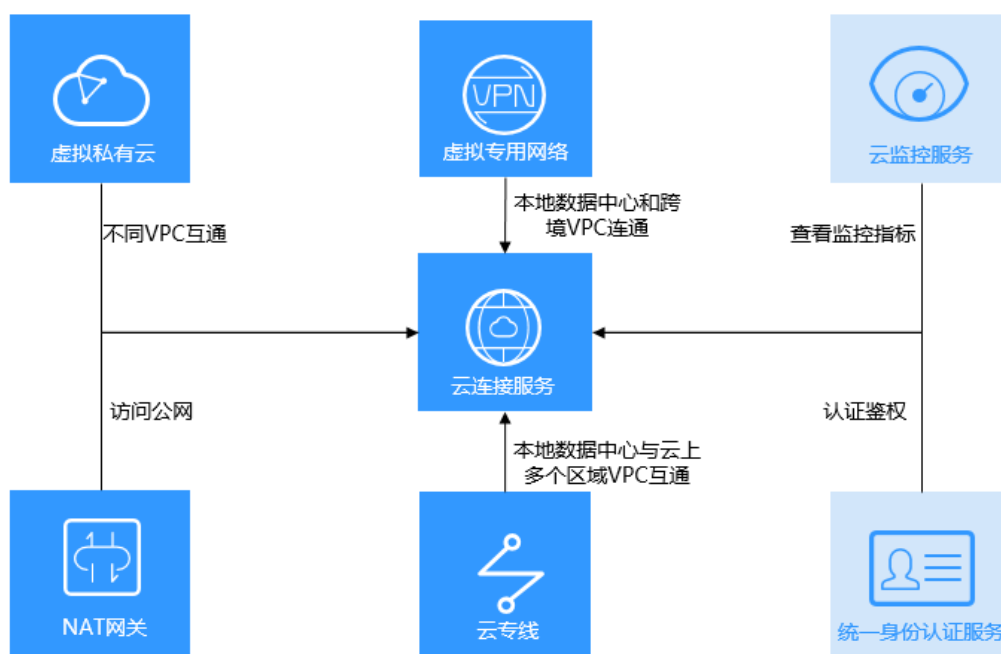 虚拟私有云
VPN
虚拟专用网络
云监控服务
不同VPC互通
本地数据中心和跨
境VPC连通
查看监控指标
云连接服务
访问公网
认证鉴权
本地数据中心与云上
多个区域VPC互通
NAT网关
云专线
统一身份认证服务